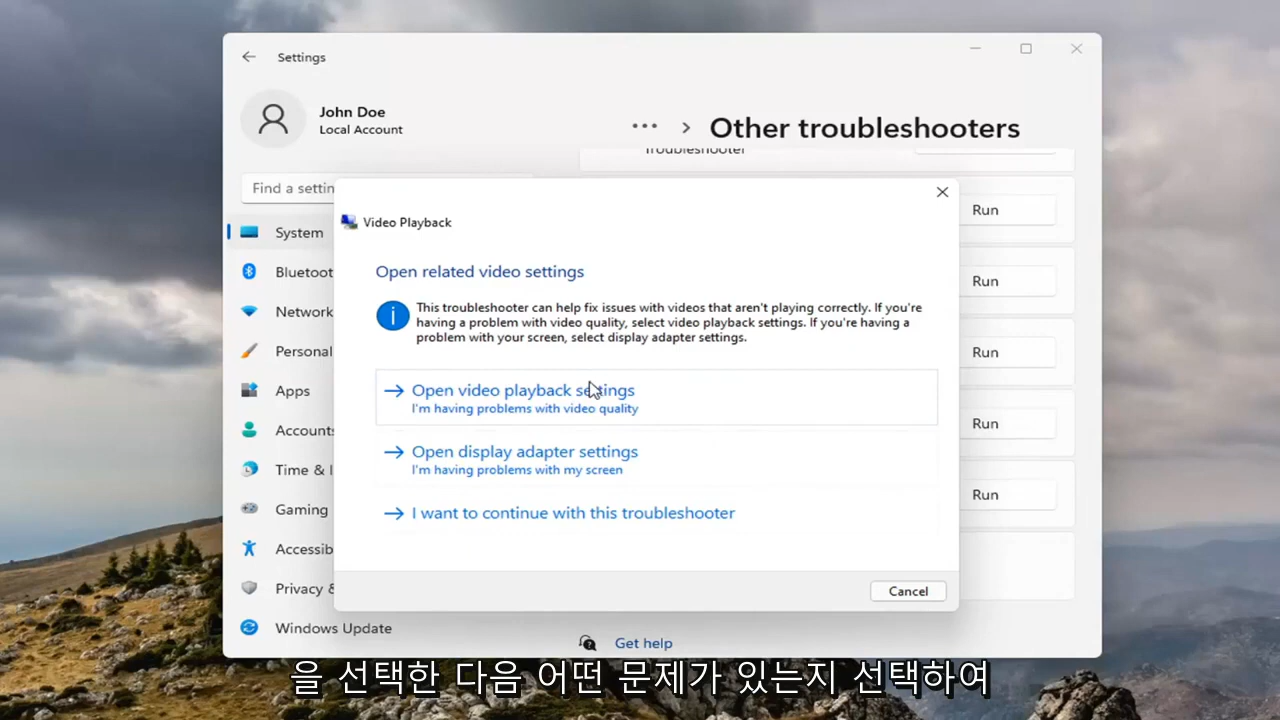 Settings
John Doe
Local Account
... > Other troubleshooters
Troubleshooter
Find a settin
System
Bluetoot
Network
Personal
Apps
Accounts
Time & l
Gaming
Accessib
Privacy &
Windows Update
Run
Run
Run
Run
Run
Video Playback
Open related video settings
This troubleshooter can help fix issues with videos that aren't playing correctly. If you're
having a problem with video quality, select video playback settings. If you're having a
problem with your screen, select display adapter settings.
Open video playback settings
I'm having problems with video quality
Open display adapter settings
I'm having problems with my screen
I want to continue with this troubleshooter
Cancel
Get help
을 선택한 다음 어떤 문제가 있는지 선택하여